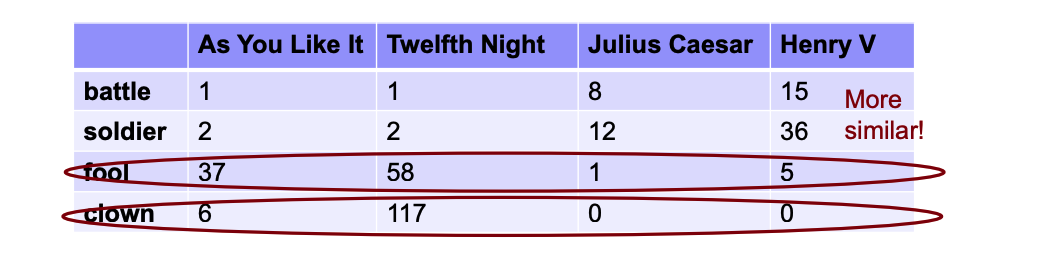 As You Like It Twelfth Night Julius Caesar Henry V
battle 1 1 8 15
soldier 2 2 12 36
fool 37 58 1 5
clown 6 117 0 0
More
similar!